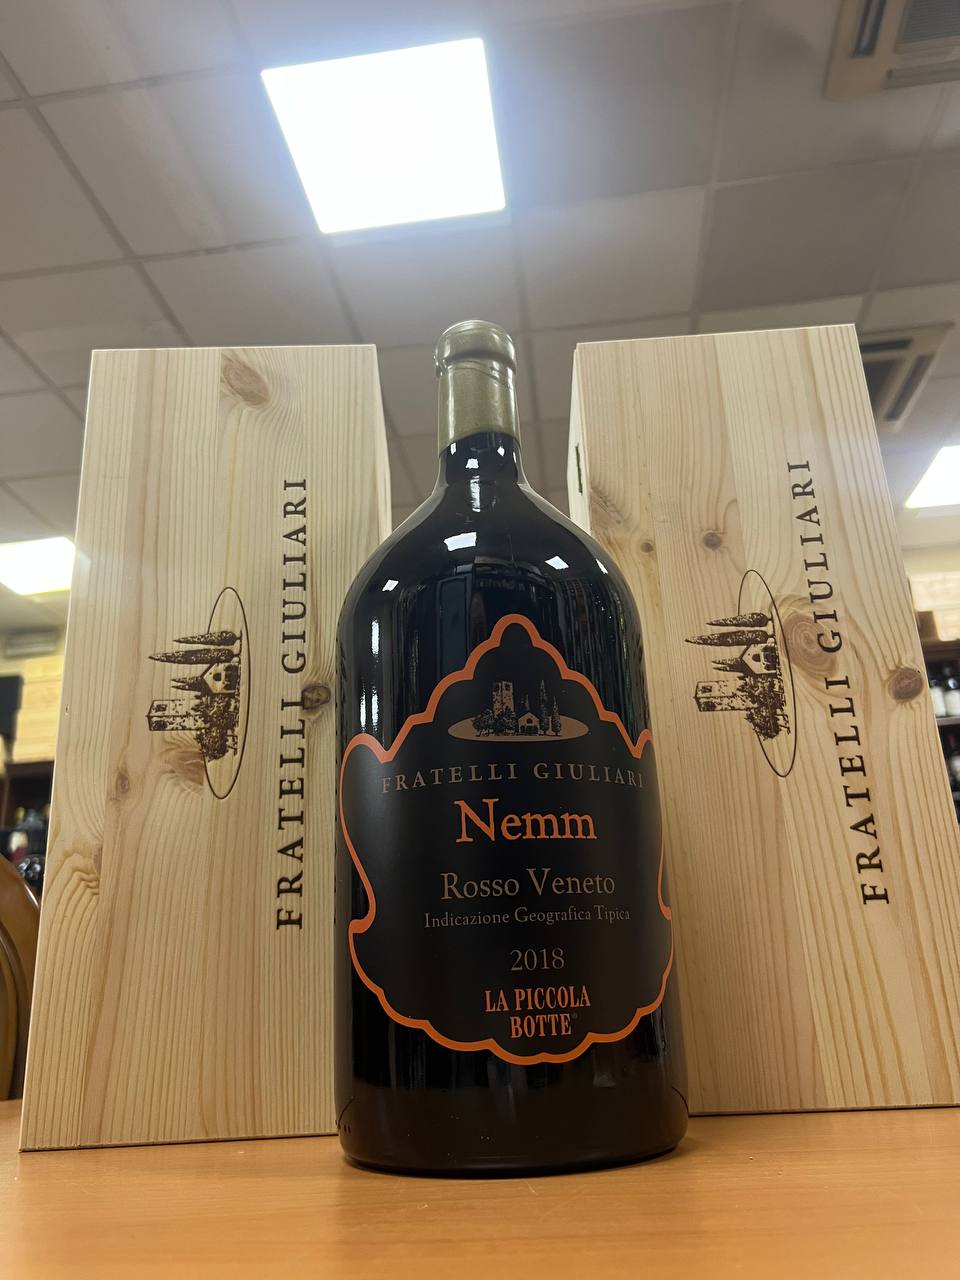 FRATELLI GIULIARI
FRATELLI GIULIARI
Nemm
Rosso Veneto
Indicazione Geografica Tipica
2018
LA PICCOLA
BOTTE®
FRATELLI GIULIARI